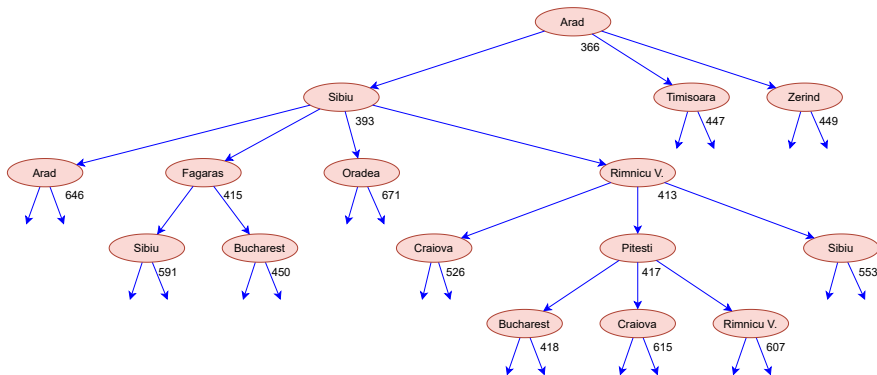 Arad
366
Sibiu
393
Timisoara
447
Zerind
449
Arad
646
Fagaras
415
Oradea
671
Rimnicu V.
413
Sibiu
591
Bucharest
450
Craiova
526
Pitesti
417
Sibiu
553
Bucharest
418
Craiova
615
Rimnicu V.
607